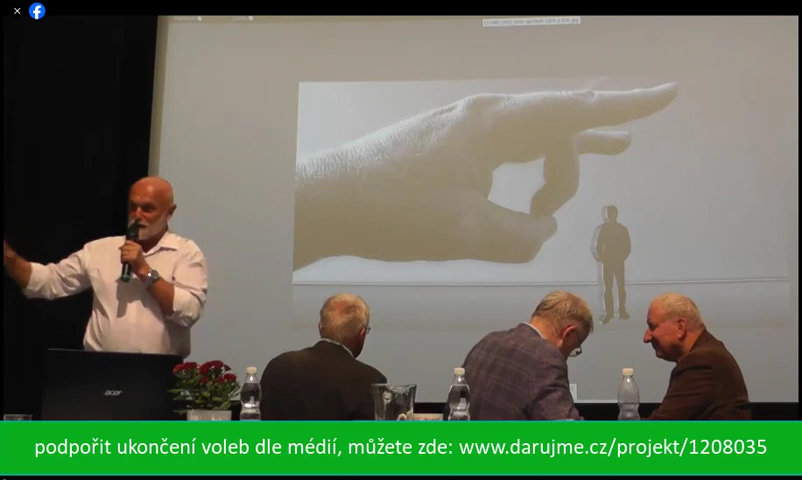 acer
podpořit ukončení voleb dle médií, můžete zde: www.darujme.cz/projekt/1208035